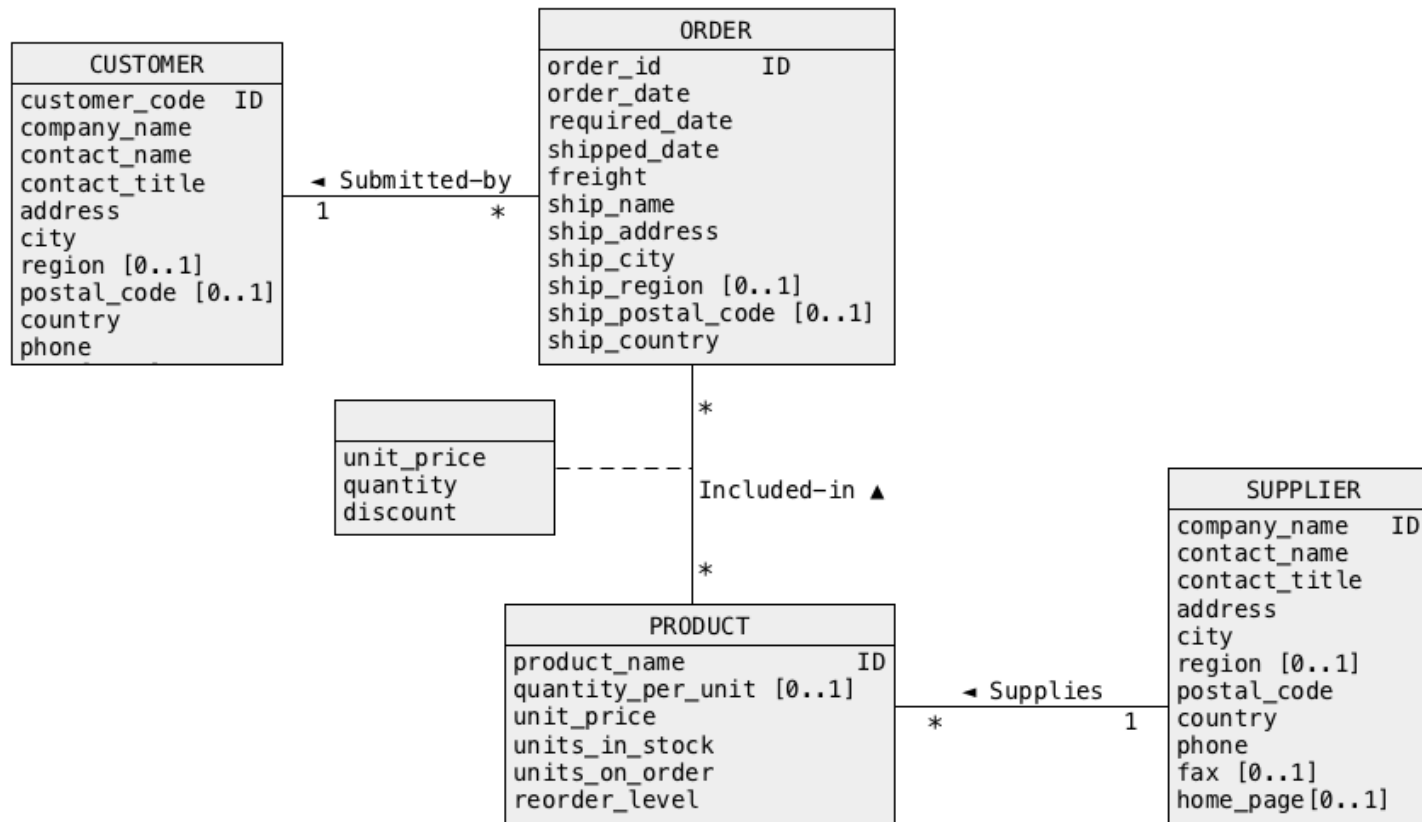 CUSTOMER
customer_code ID
company_name
contact_name
contact_title
address
city
region [0..1]
postal_code [0..1]
country
phone
◄ Submitted-by
1 *
ORDER
order_id ID
order_date
required_date
shipped_date
freight
ship_name
ship_address
ship_city
ship_region [0..1]
ship_postal_code [0..1]
ship_country
*
unit_price
quantity
discount
Included-in ▲
*
PRODUCT
product_name ID
quantity_per_unit [0..1]
unit_price
units_in_stock
units_on_order
reorder_level
◄ Supplies
* 1
SUPPLIER
company_name ID
contact_name
contact_title
address
city
region [0..1]
postal_code
country
phone
fax [0..1]
home_page[0..1]